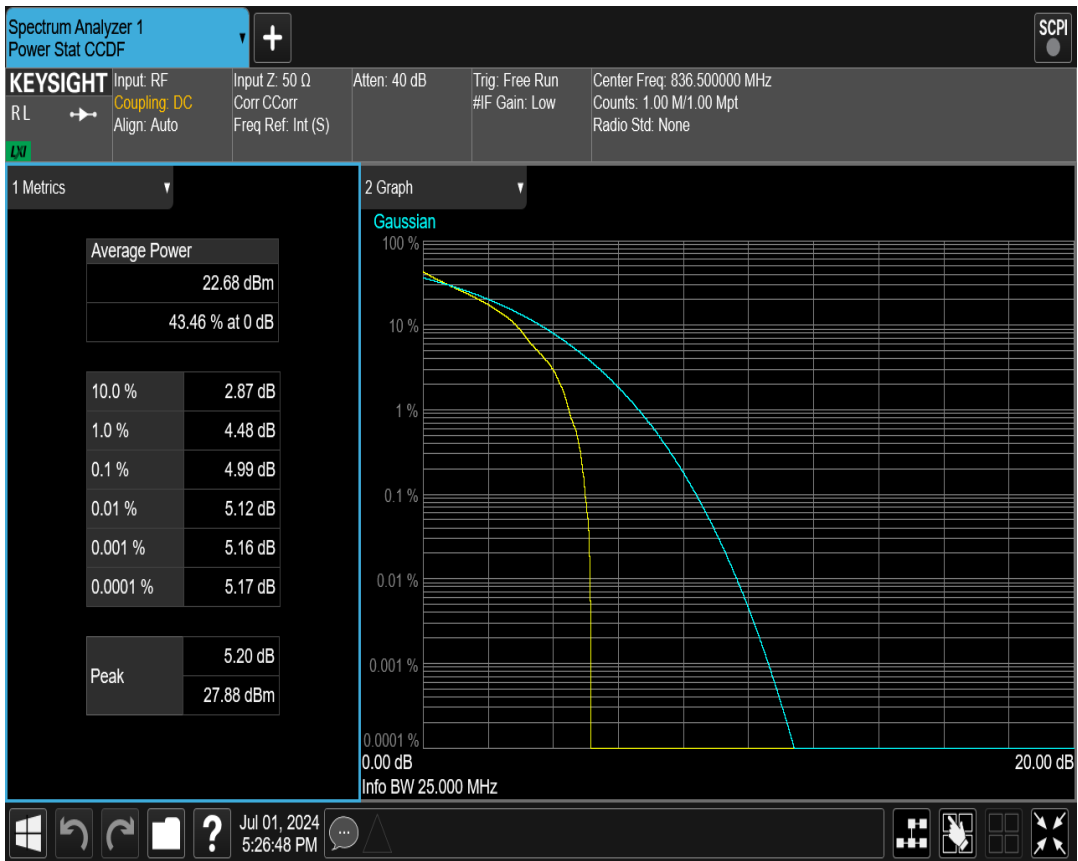 Spectrum Analyzer 1
Power Stat CCDF
+
SCPI
KEYSIGHT
RL
LXI
Input: RF
Coupling: DC
Align: Auto
Input Z: 50 Ω
Corr CCorr
Freq Ref: Int (S)
Atten: 40 dB
Trig: Free Run
#IF Gain: Low
Center Freq: 836.500000 MHz
Counts: 1.00 M/1.00 Mpt
Radio Std: None
1 Metrics
Average Power
22.68 dBm
43.46 % at 0 dB
10.0 % 2.87 dB
1.0 % 4.48 dB
0.1 % 4.99 dB
0.01 % 5.12 dB
0.001 % 5.16 dB
0.0001 % 5.17 dB
Peak
5.20 dB
27.88 dBm
2 Graph
Gaussian
100 %
10 %
1 %
0.1 %
0.01 %
0.001 %
0.0001 %
0.00 dB 20.00 dB
Info BW 25.000 MHz
?
Jul 01, 2024
5:26:48 PM